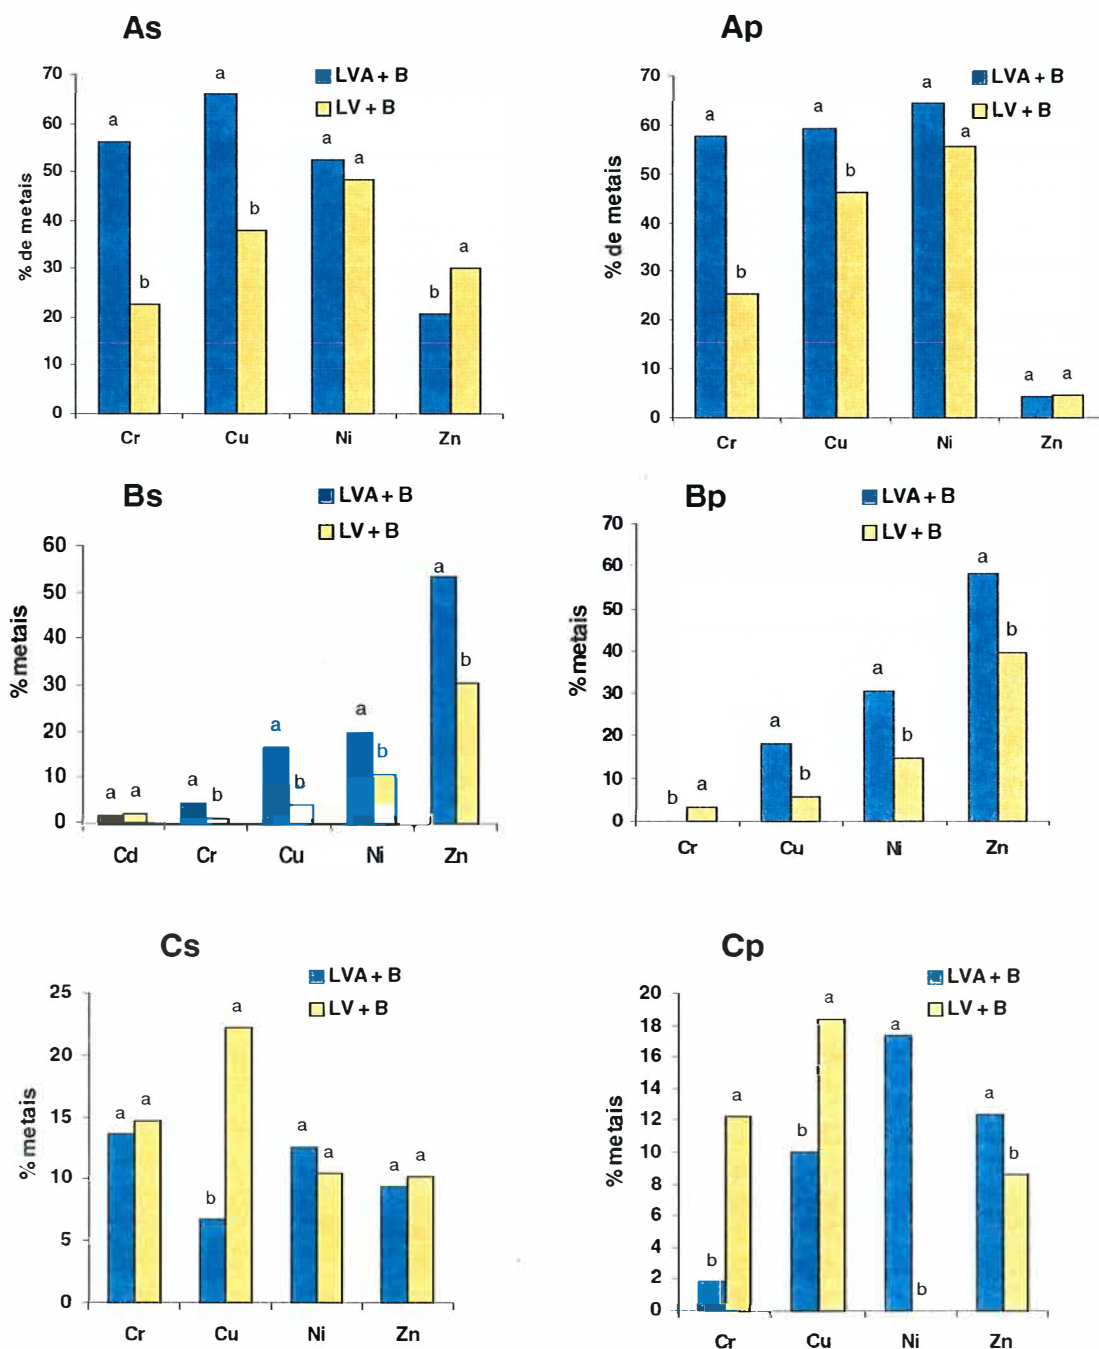 As
LVA + B
LV + B
70
60
50
40
30
20
10
0
% de metais
a
b
a
b
a
a
b
a
Cr
Cu
Ni
Zn
Ap
LVA + B
LV + B
70
60
50
40
30
20
10
0
% de metais
a
b
a
b
a
a
a
a
Cr
Cu
Ni
Zn
Bs
LVA + B
LV + B
60
50
40
30
20
10
0
% metais
a
a
a
b
a
b
a
b
a
b
Cd
Cr
Cu
Ni
Zn
Bp
LVA + B
LV + B
70
60
50
40
30
20
10
0
% metais
b
a
a
b
a
b
a
b
Cr
Cu
Ni
Zn
Cs
LVA + B
LV + B
25
20
15
10
5
0
% metais
a
a
b
a
a
a
a
a
Cr
Cu
Ni
Zn
Cp
LVA + B
LV + B
20
18
16
14
12
10
8
6
4
2
0
% metais
b
a
b
a
a
b
a
b
Cr
Cu
Ni
Zn